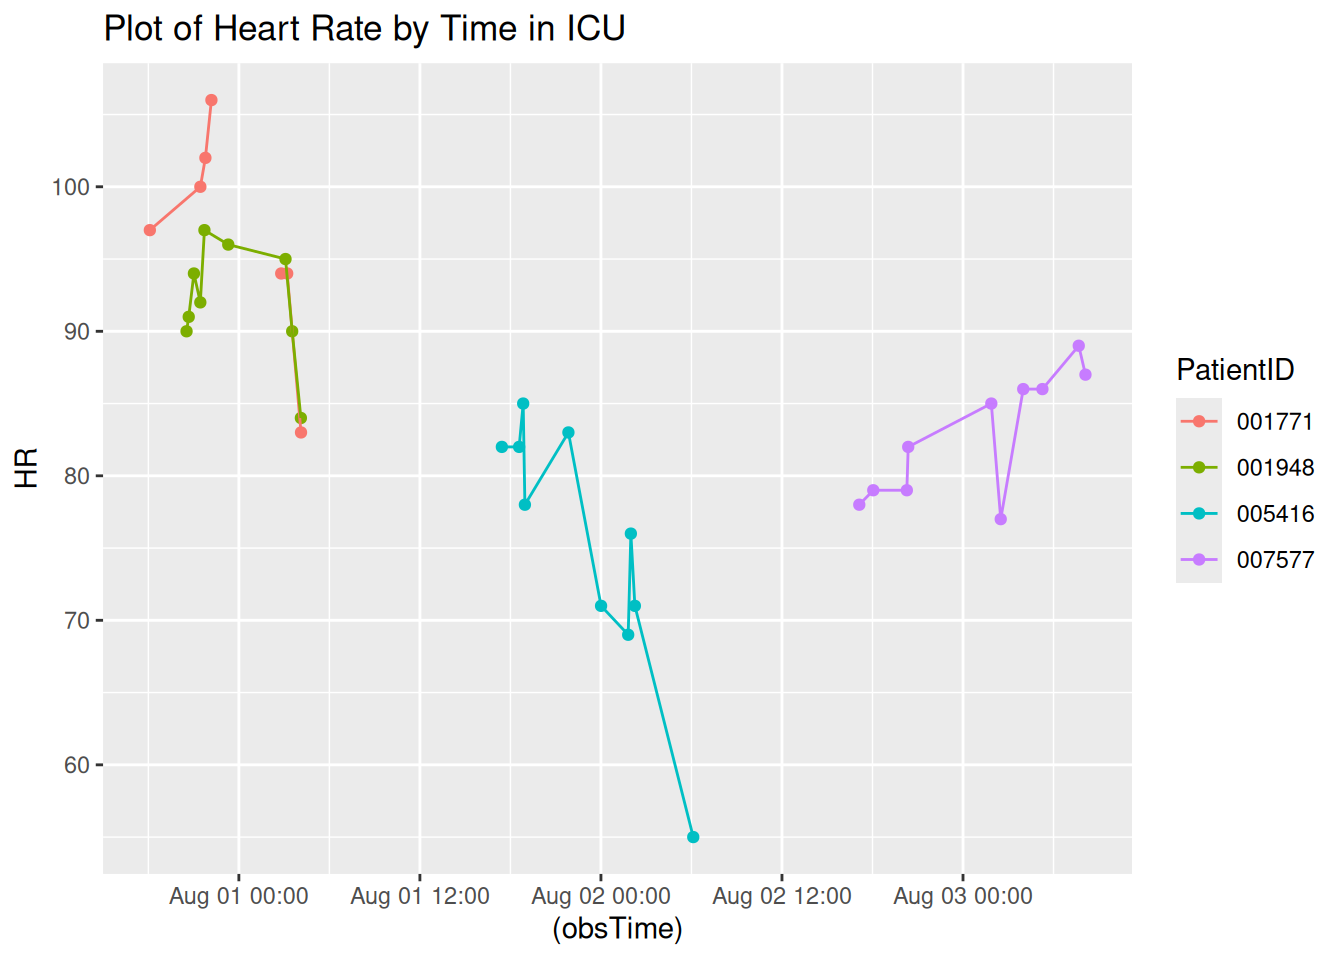 Plot of Heart Rate by Time in ICU
HR
100
90
80
70
60
Aug 01 00:00
Aug 01 12:00
Aug 02 00:00
Aug 02 12:00
Aug 03 00:00
(obsTime)
PatientID
001771
001948
005416
007577